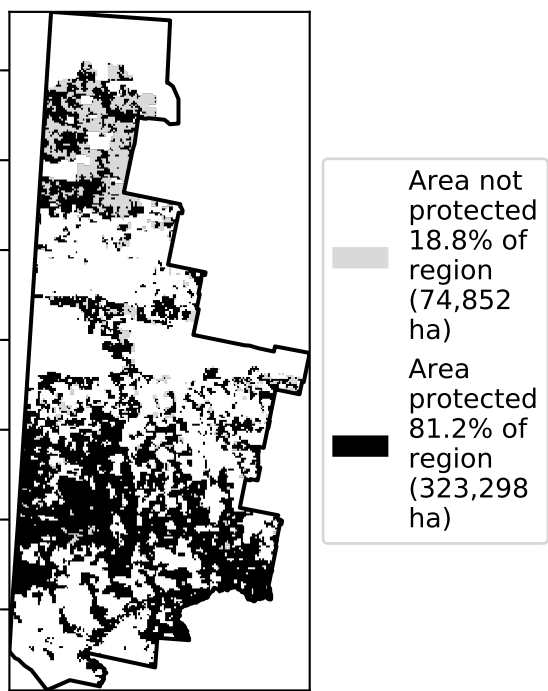 Area not
protected
18.8% of
region
(74,852
ha)
Area
protected
81.2% of
region
(323,298
ha)